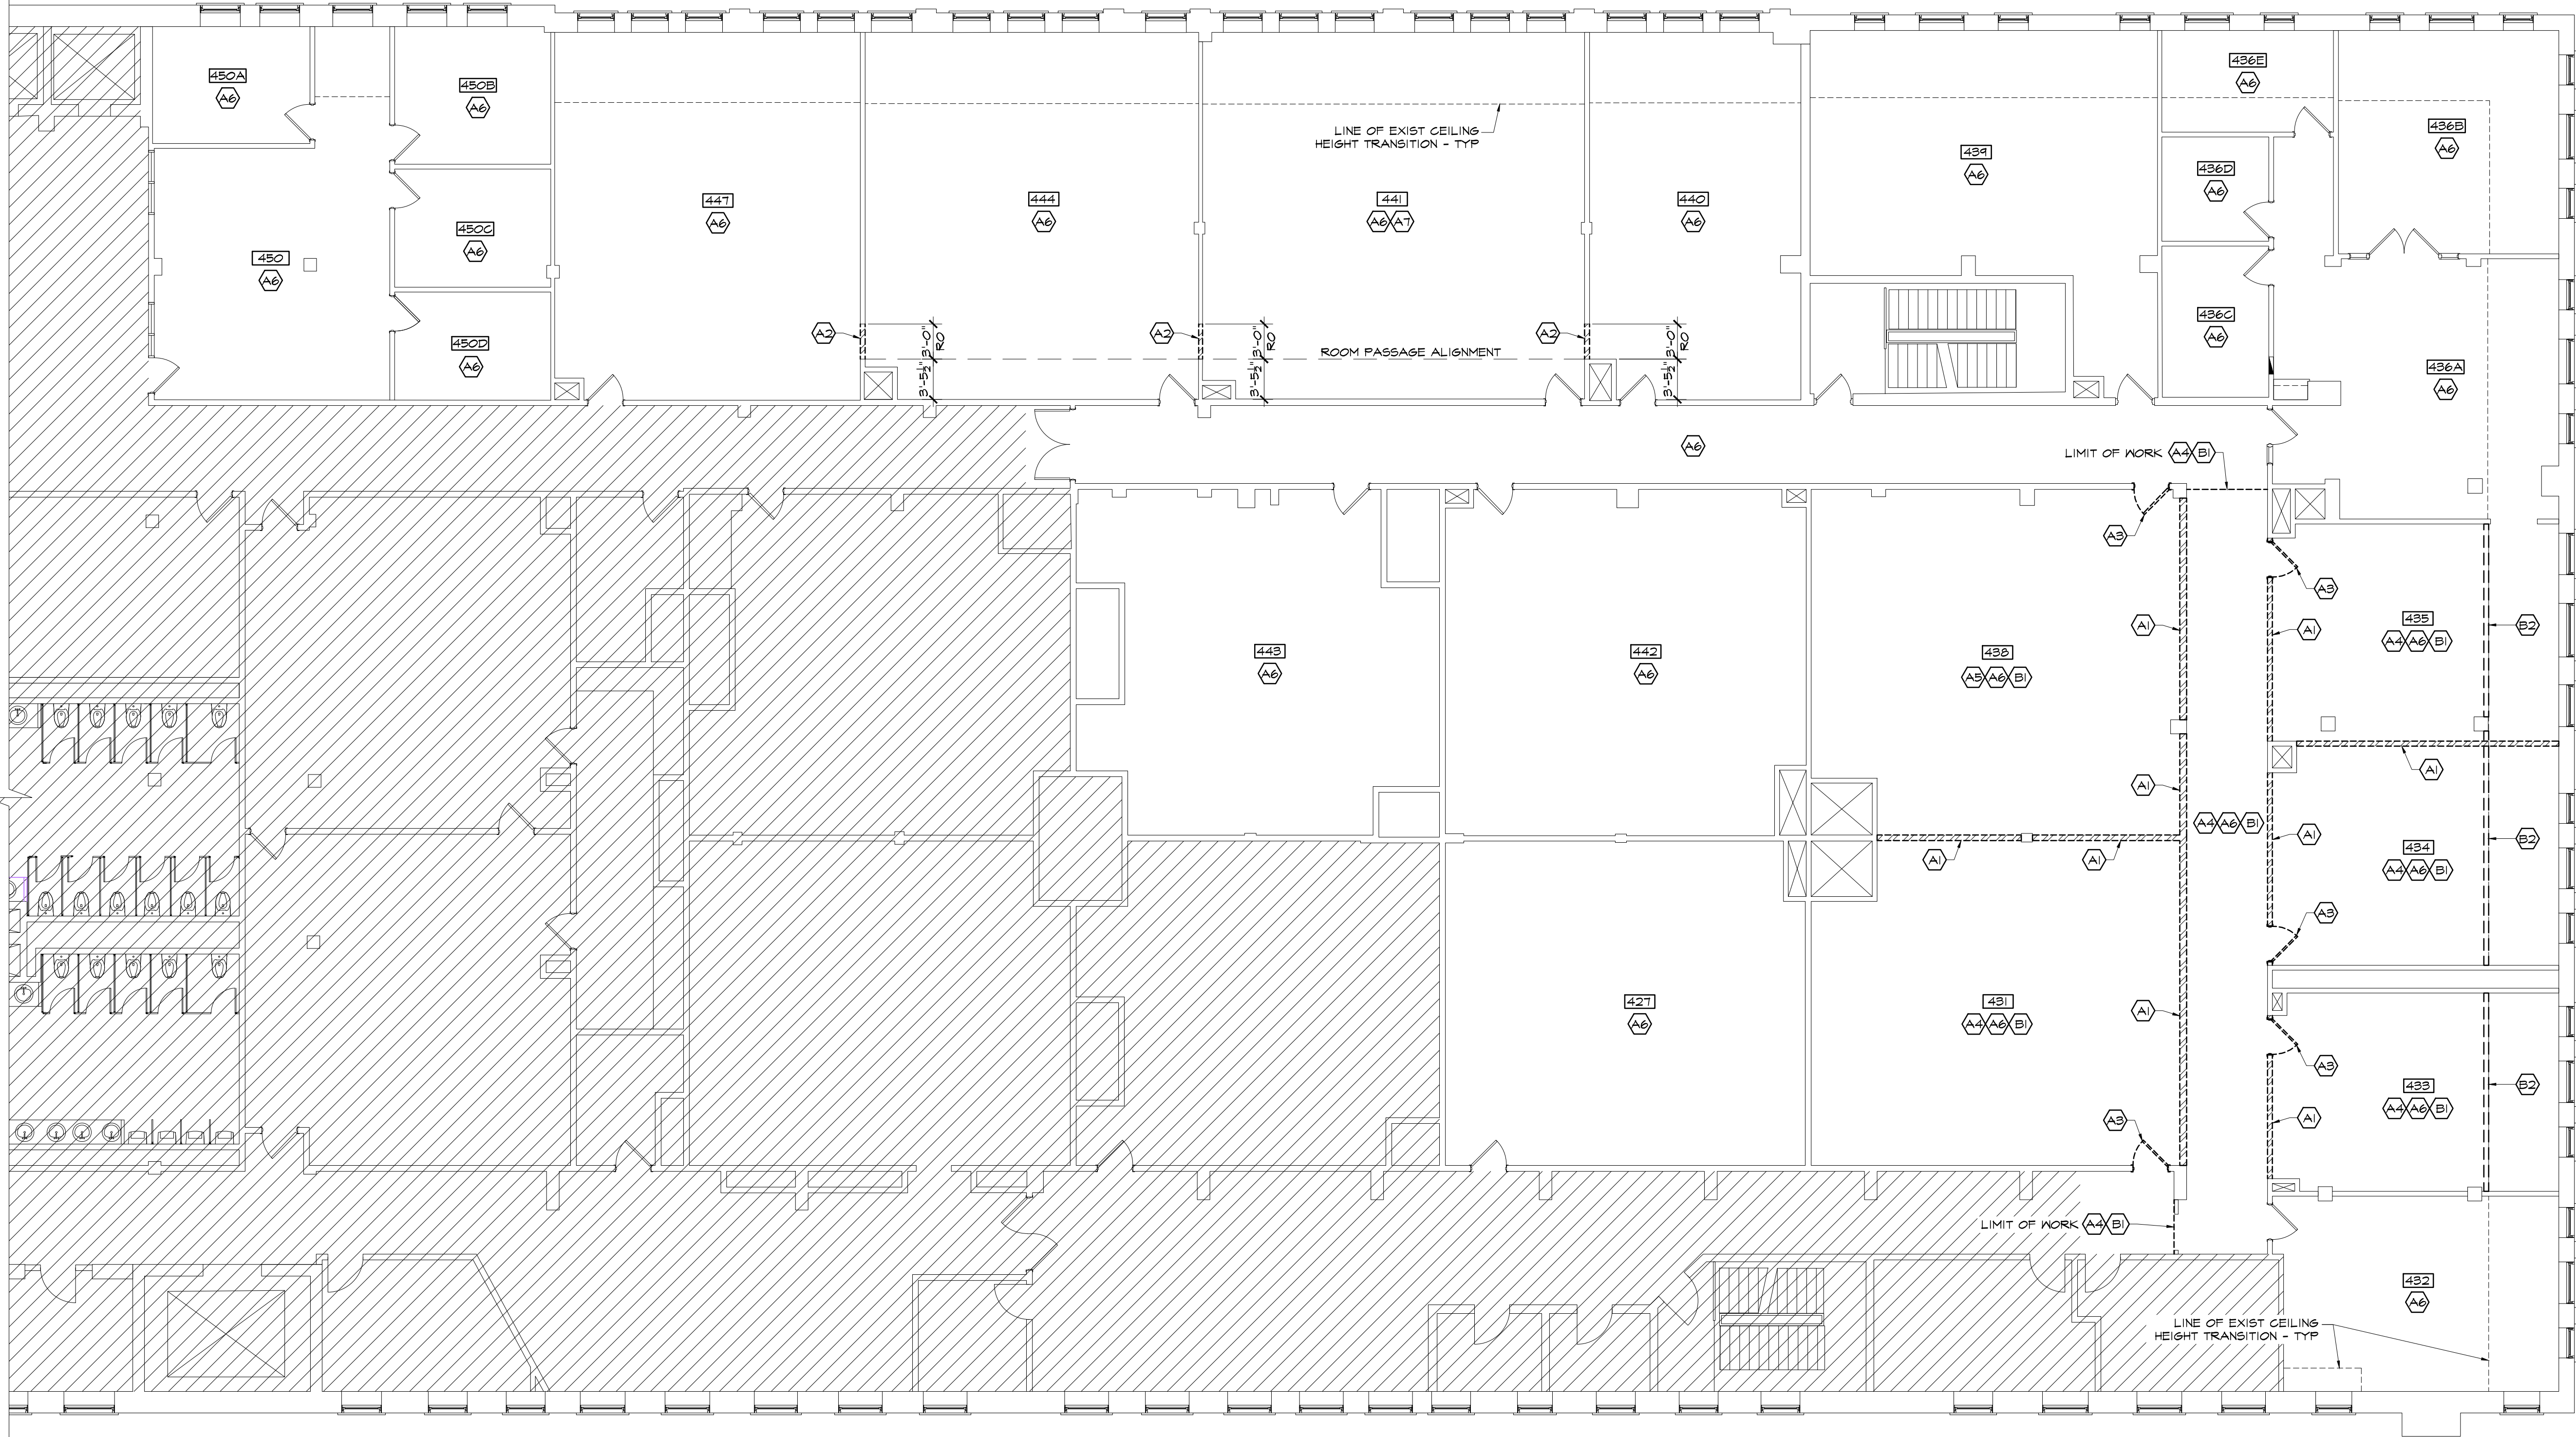 450A
A6
450B
A6
436E
A6
LINE OF EXIST CEILING
HEIGHT TRANSITION - TYP
439
A6
436B
A6
436D
A6
447
A6
444
A6
441
A6 A7
440
A6
450C
A6
450
A6
436C
A6
450D
A6
A2
3'-0"
RO
3'-5½"
A2
3'-0"
RO
3'-5½"
ROOM PASSAGE ALIGNMENT
A2
3'-0"
RO
3'-5½"
436A
A6
A6
LIMIT OF WORK A4 B1
A3
A3
443
A6
442
A6
438
A5 A6 B1
A1
A1
435
A4 A6 B1
B2
A1
A1
A4 A6 B1
A1
A1
A1
434
A4 A6 B1
B2
A3
427
A6
431
A4 A6 B1
A1
A3
A3
A1
433
A4 A6 B1
B2
LIMIT OF WORK A4 B1
432
A6
LINE OF EXIST CEILING
HEIGHT TRANSITION - TYP